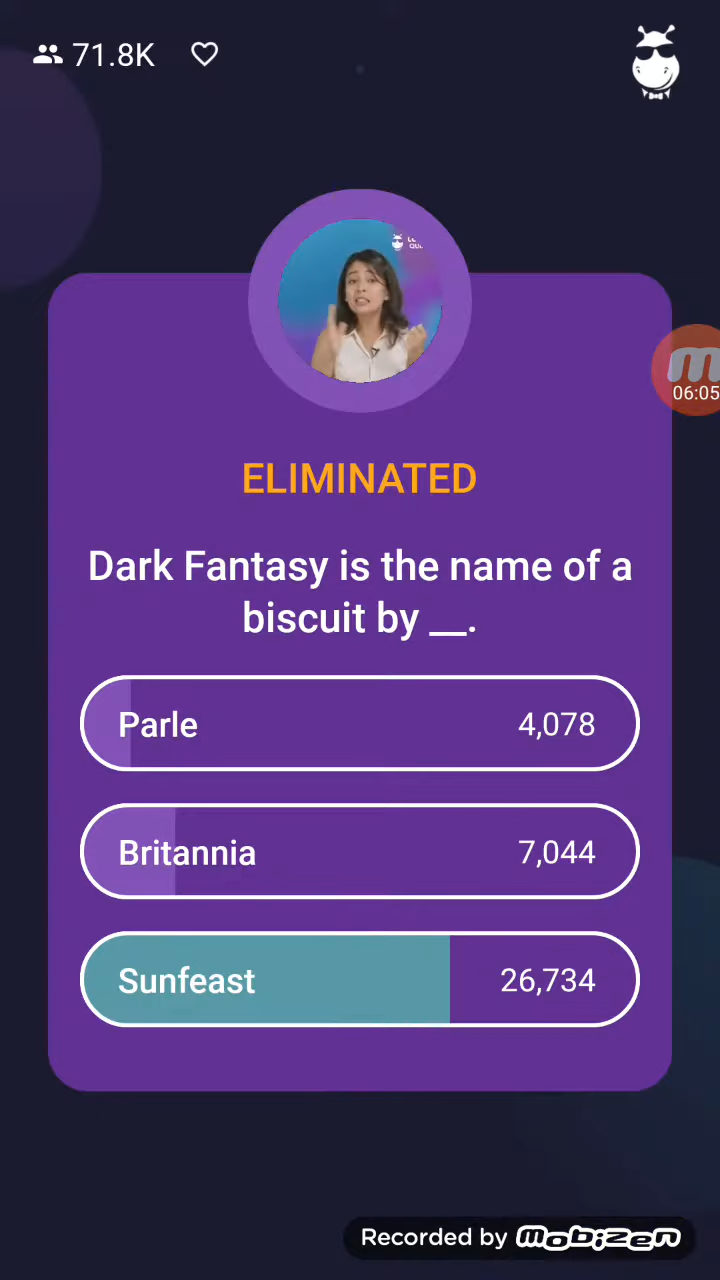 71.8K
06:05
ELIMINATED
Dark Fantasy is the name of a
biscuit by __.
Parle 4,078
Britannia 7,044
Sunfeast 26,734
Recorded by mobizen